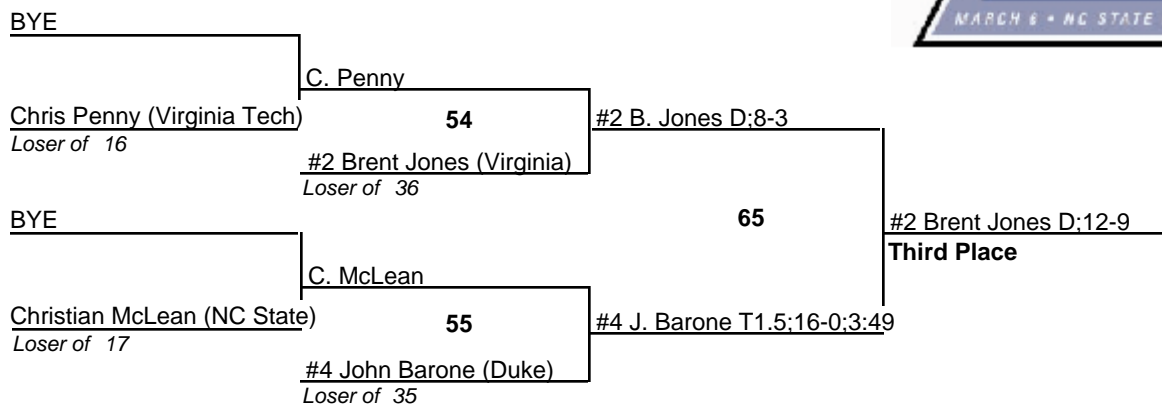 MARCH 6 • NC STATE
BYE
C. Penny
Chris Penny (Virginia Tech)
Loser of 16
54
#2 B. Jones D;8-3
#2 Brent Jones (Virginia)
Loser of 36
BYE
65
#2 Brent Jones D;12-9
Third Place
C. McLean
Christian McLean (NC State)
Loser of 17
55
#4 J. Barone T1.5;16-0;3:49
#4 John Barone (Duke)
Loser of 35